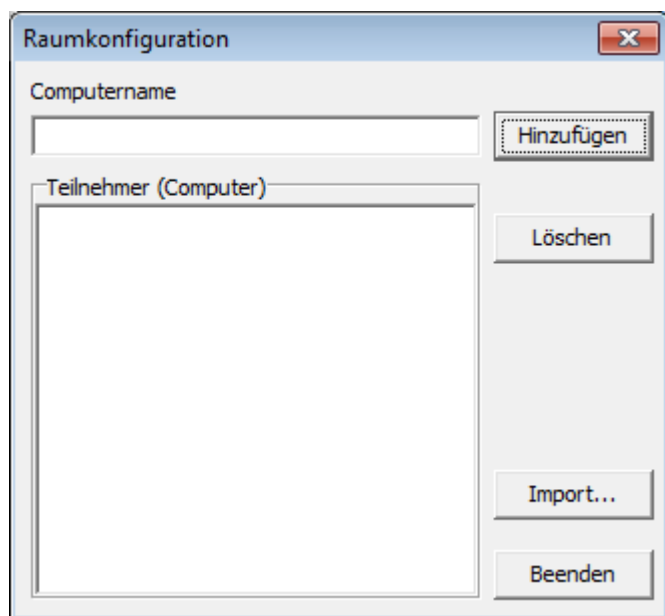 Raumkonfiguration
Computername
Hinzufügen
Teilnehmer (Computer)
Löschen
Import...
Beenden